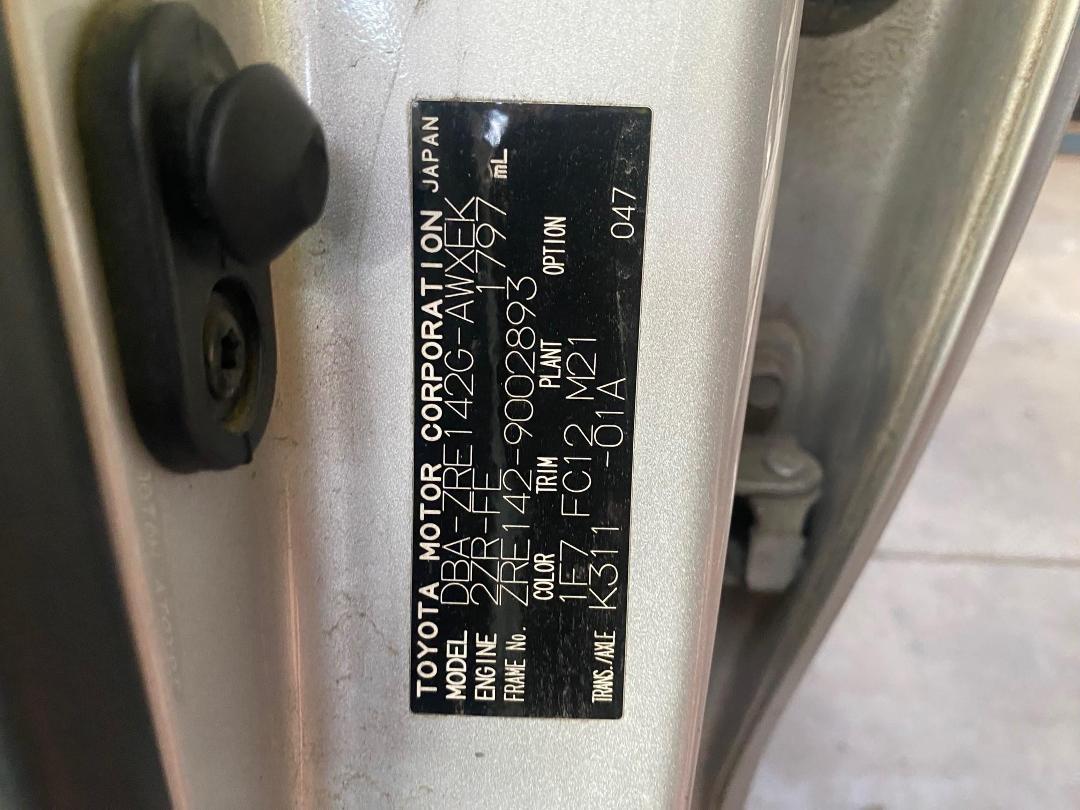 TOYOTA MOTOR CORPORATION JAPAN
MODEL DBA-ZRE142G-AWXEK
ENGINE 2ZR-FE 1797 mL
FRAME No. ZRE142-9002893
COLOR TRIM PLANT OPTION
1F7 FC12 M21
TRANS./AXLE K311 -01A 047